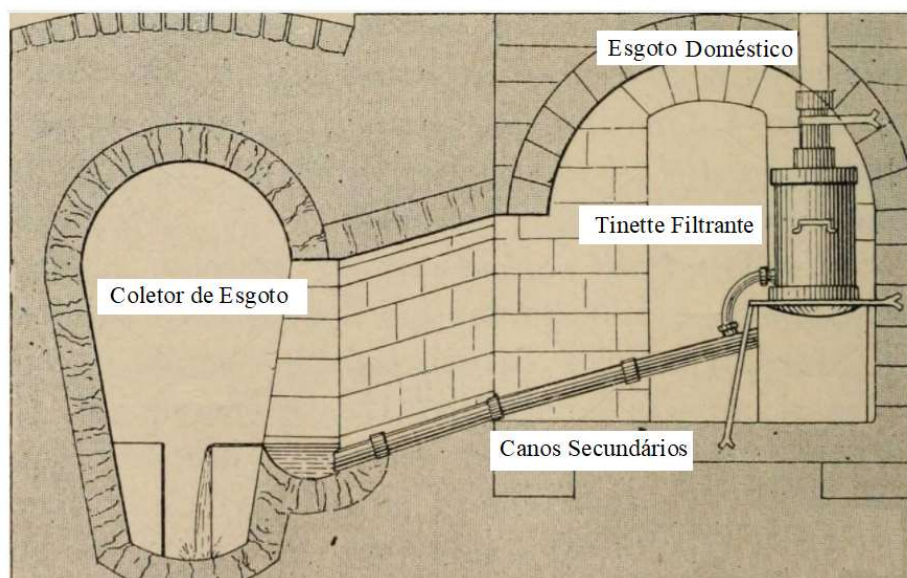 Esgoto Doméstico
Tinette Filtrante
Coletor de Esgoto
Canos Secundários